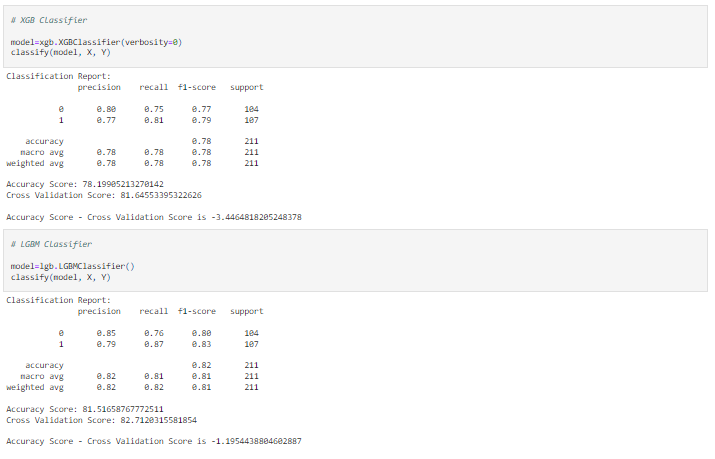 # XGB Classifier
model=xgb.XGBClassifier(verbosity=0)
classify(model, X, Y)
Classification Report:
precision recall f1-score support
0 0.80 0.75 0.77 104
1 0.77 0.81 0.79 107
accuracy 0.78 211
macro avg 0.78 0.78 0.78 211
weighted avg 0.78 0.78 0.78 211
Accuracy Score: 78.19905213270142
Cross Validation Score: 81.64553395322626
Accuracy Score - Cross Validation Score is -3.4464818205248378
# LGBM Classifier
model=lgb.LGBMClassifier()
classify(model, X, Y)
Classification Report:
precision recall f1-score support
0 0.85 0.76 0.80 104
1 0.79 0.87 0.83 107
accuracy 0.82 211
macro avg 0.82 0.81 0.81 211
weighted avg 0.82 0.82 0.81 211
Accuracy Score: 81.51658767772511
Cross Validation Score: 82.7120315581854
Accuracy Score - Cross Validation Score is -1.1954438804602887